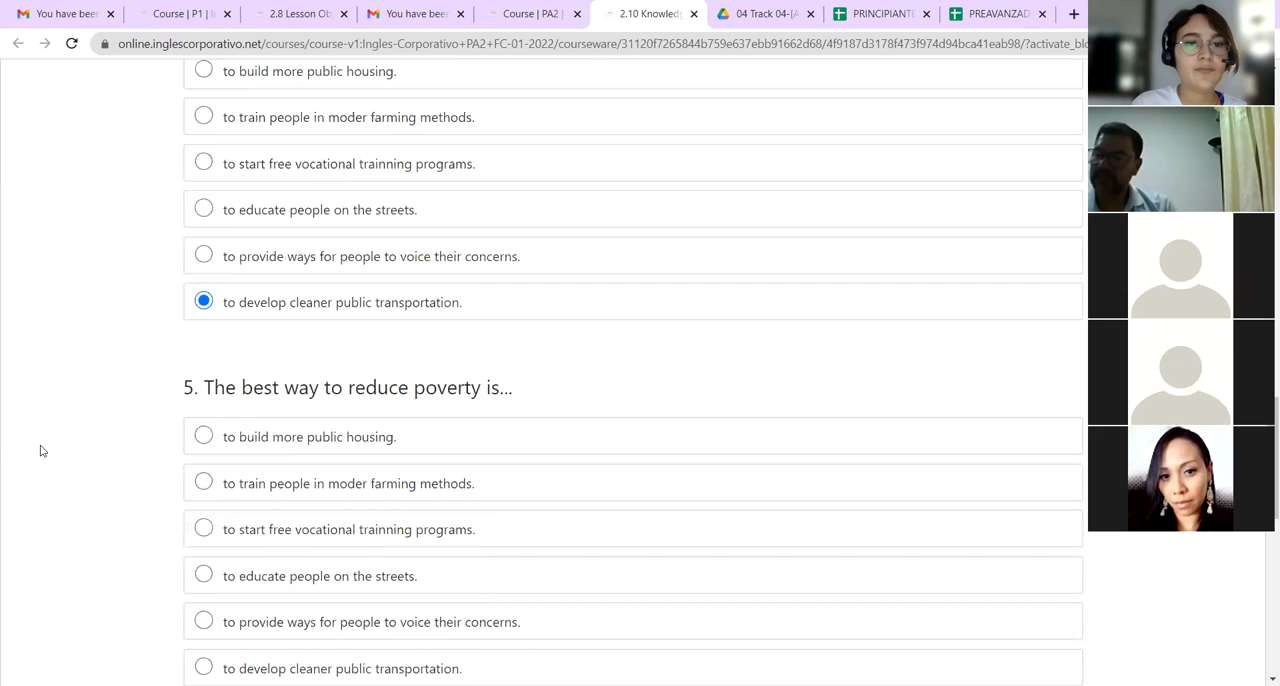 You have been
Course | P1 | I
2.8 Lesson Ob
You have been
Course | PA2 |
2.10 Knowledg
04 Track 04-[A
PRINCIPIANTE
PREAVANZAD
online.inglescorporativo.net/courses/course-v1:Ingles-Corporativo+PA2+FC-01-2022/courseware/31120f7265844b759e637ebb91662d68/4f9187d3178f473f974d94bca41eab98/?activate_blo
to build more public housing.
to train people in moder farming methods.
to start free vocational trainning programs.
to educate people on the streets.
to provide ways for people to voice their concerns.
to develop cleaner public transportation.
5. The best way to reduce poverty is...
to build more public housing.
to train people in moder farming methods.
to start free vocational trainning programs.
to educate people on the streets.
to provide ways for people to voice their concerns.
to develop cleaner public transportation.